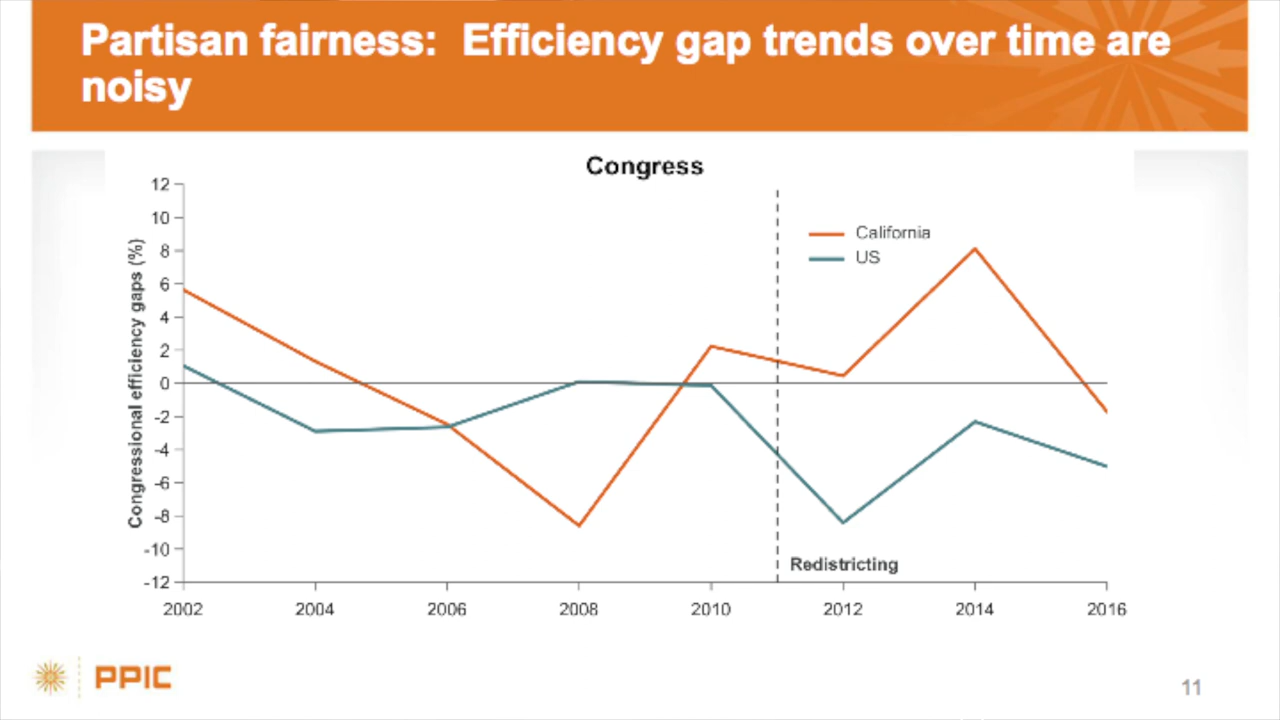 Partisan fairness: Efficiency gap trends over time are
noisy
Congress
Congressional efficiency gaps (%)
12
10
8
6
4
2
0
-2
-4
-6
-8
-10
-12
California
US
Redistricting
2002 2004 2006 2008 2010 2012 2014 2016
PPIC
11